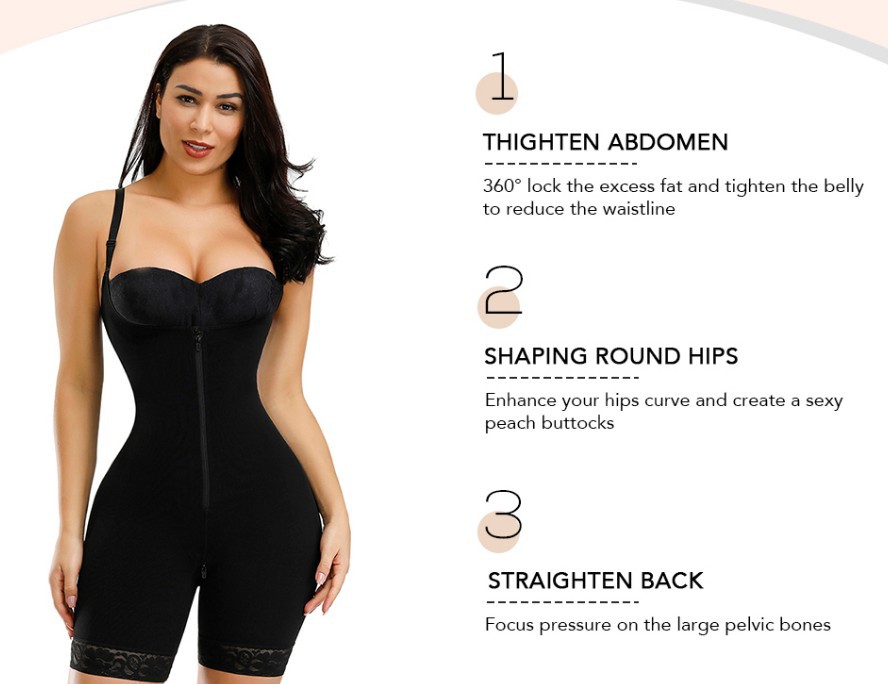 1
THIGHTEN ABDOMEN
360° lock the excess fat and tighten the belly
to reduce the waistline
2
SHAPING ROUND HIPS
Enhance your hips curve and create a sexy
peach buttocks
3
STRAIGHTEN BACK
Focus pressure on the large pelvic bones